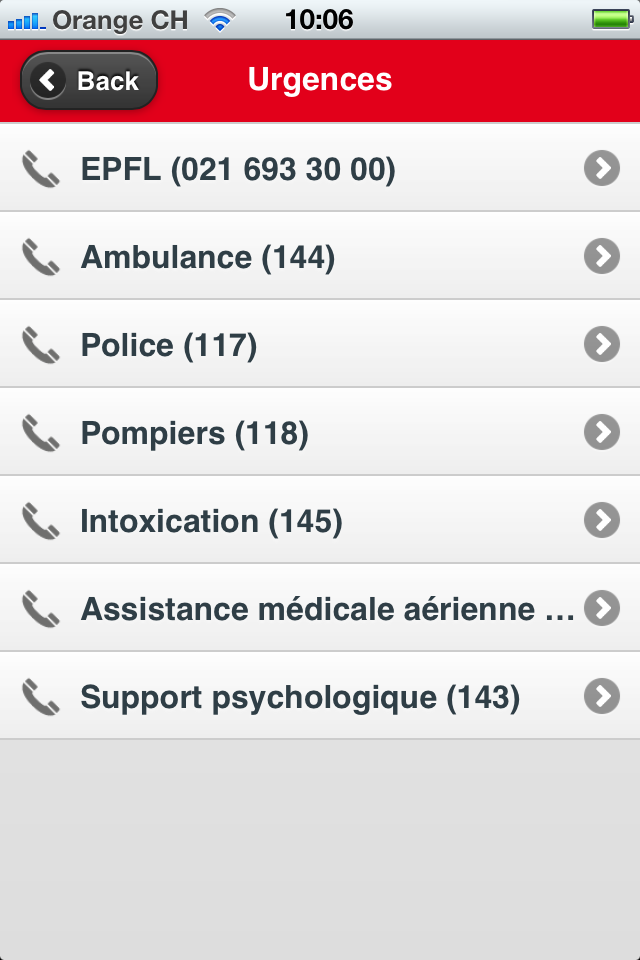 Orange CH 10:06
Back Urgences
EPFL (021 693 30 00)
Ambulance (144)
Police (117)
Pompiers (118)
Intoxication (145)
Assistance médicale aérienne ...
Support psychologique (143)